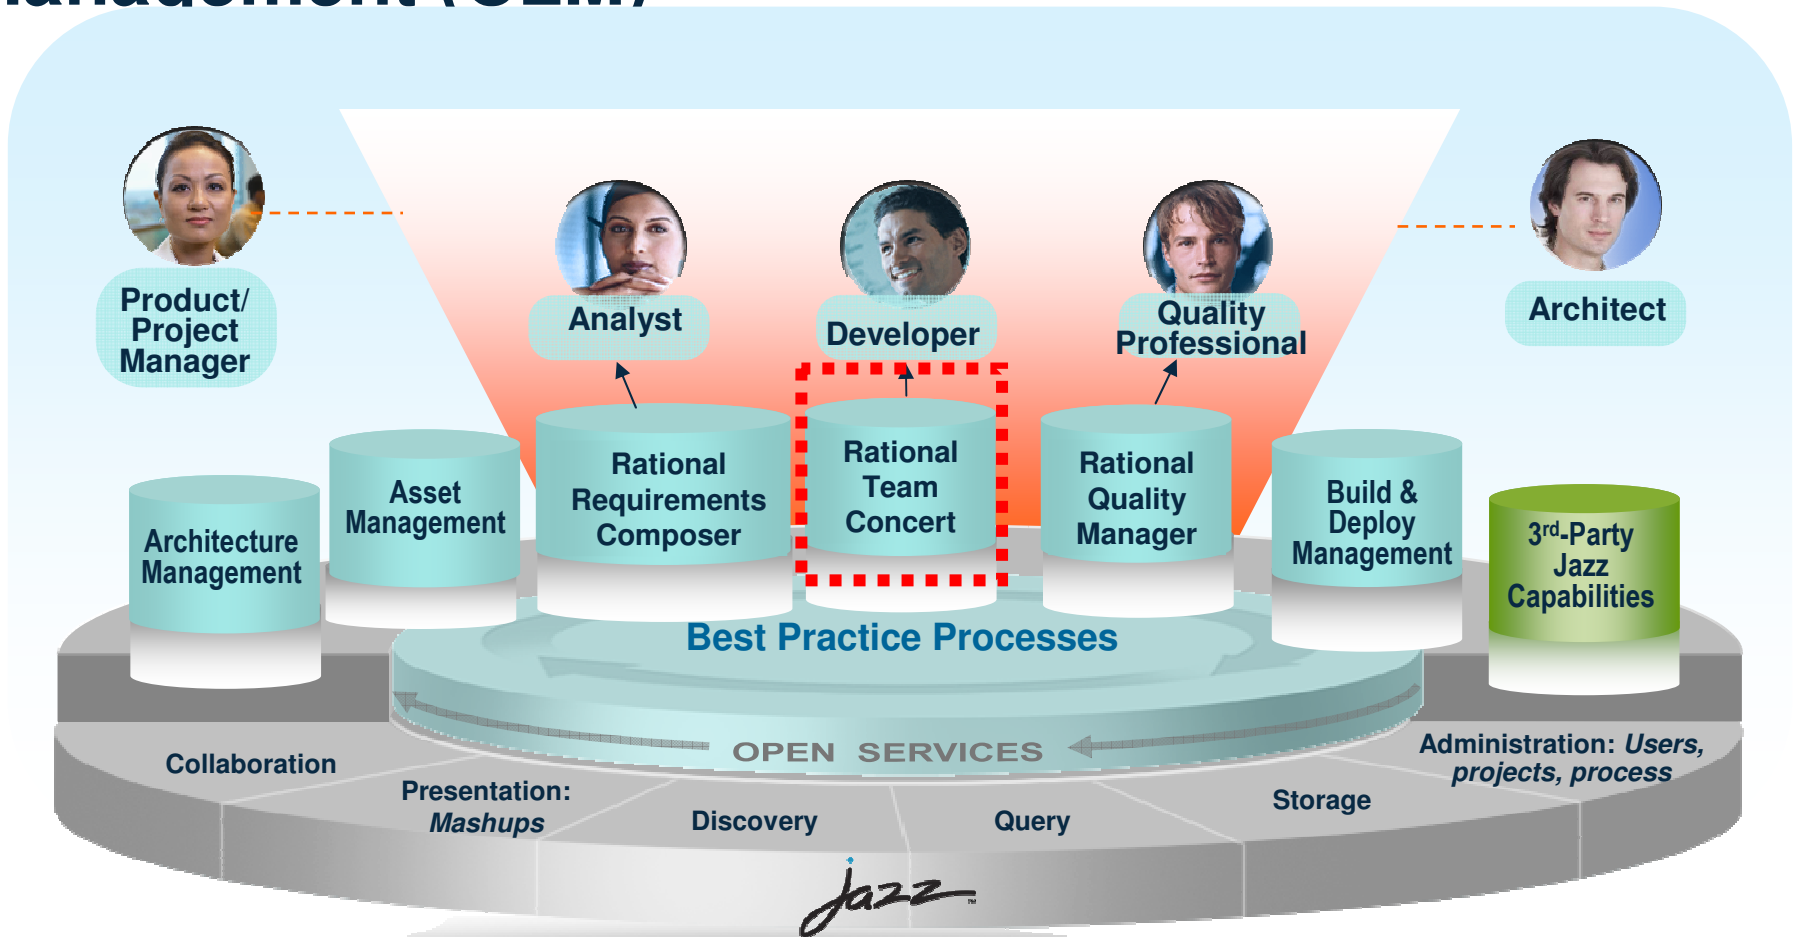 Product/
Project
Manager
Analyst
Developer
Quality
Professional
Architect
Architecture
Management
Asset
Management
Rational
Requirements
Composer
Rational
Team
Concert
Rational
Quality
Manager
Build &
Deploy
Management
3rd-Party
Jazz
Capabilities
Best Practice Processes
OPEN SERVICES
Collaboration
Presentation:
Mashups
Discovery
Query
Storage
Administration: Users,
projects, process
jazz